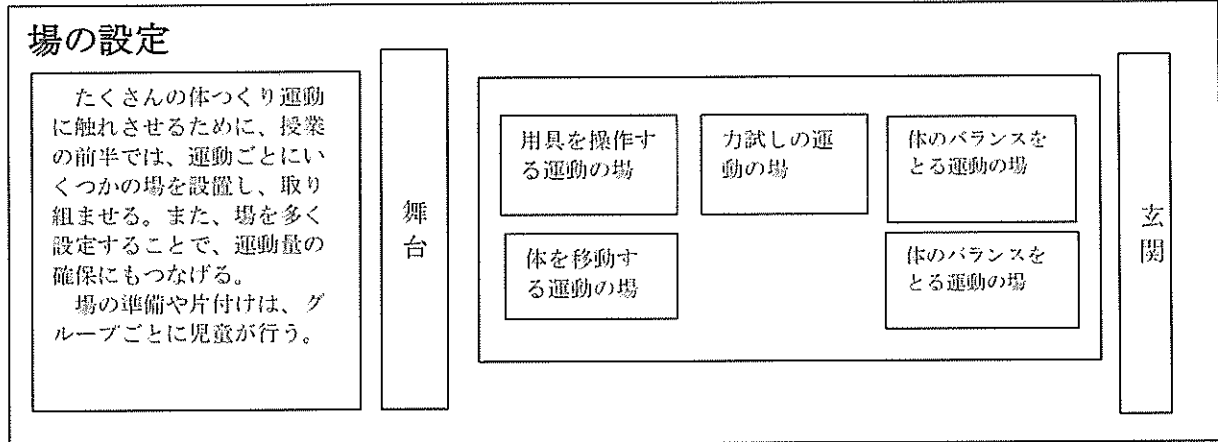 場の設定
たくさんの体つくり運動
に触れさせるために、授業
の前半では、運動ごとにい
くつかの場を設置し、取り
組ませる。また、場を多く
設定することで、運動量の
確保にもつなげる。
場の準備や片付けは、グ
ループごとに児童が行う。
舞
台
用具を操作す
る運動の場
力試しの運
動の場
体のバランスを
とる運動の場
体を移動す
る運動の場
体のバランスを
とる運動の場
玄
関